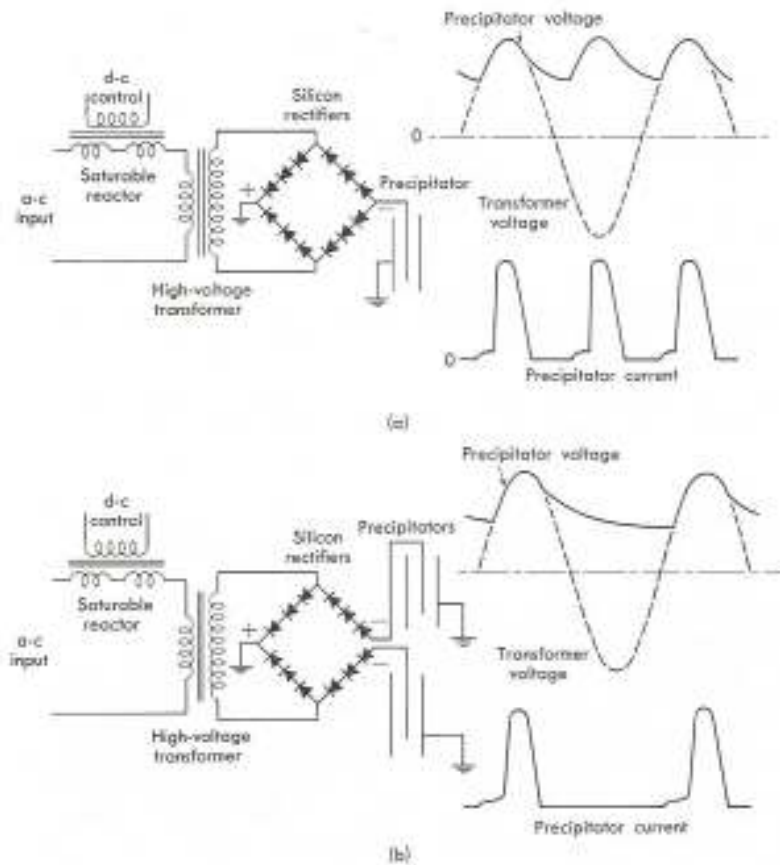 Precipitator voltage
d-c
control
Silicon
rectifiers
0
Saturable
reactor
Precipitator
+
−
a-c
input
Transformer
voltage
High-voltage
transformer
0
Precipitator current
(a)
Precipitator voltage
d-c
control
Silicon
rectifiers
Precipitators
Saturable
reactor
+
−
−
a-c
input
Transformer
voltage
High-voltage
transformer
Precipitator current
(b)